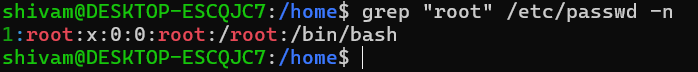 shivam@DESKTOP-ESCQJC7:/home$ grep "root" /etc/passwd -n
1:root:x:0:0:root:/root:/bin/bash
shivam@DESKTOP-ESCQJC7:/home$